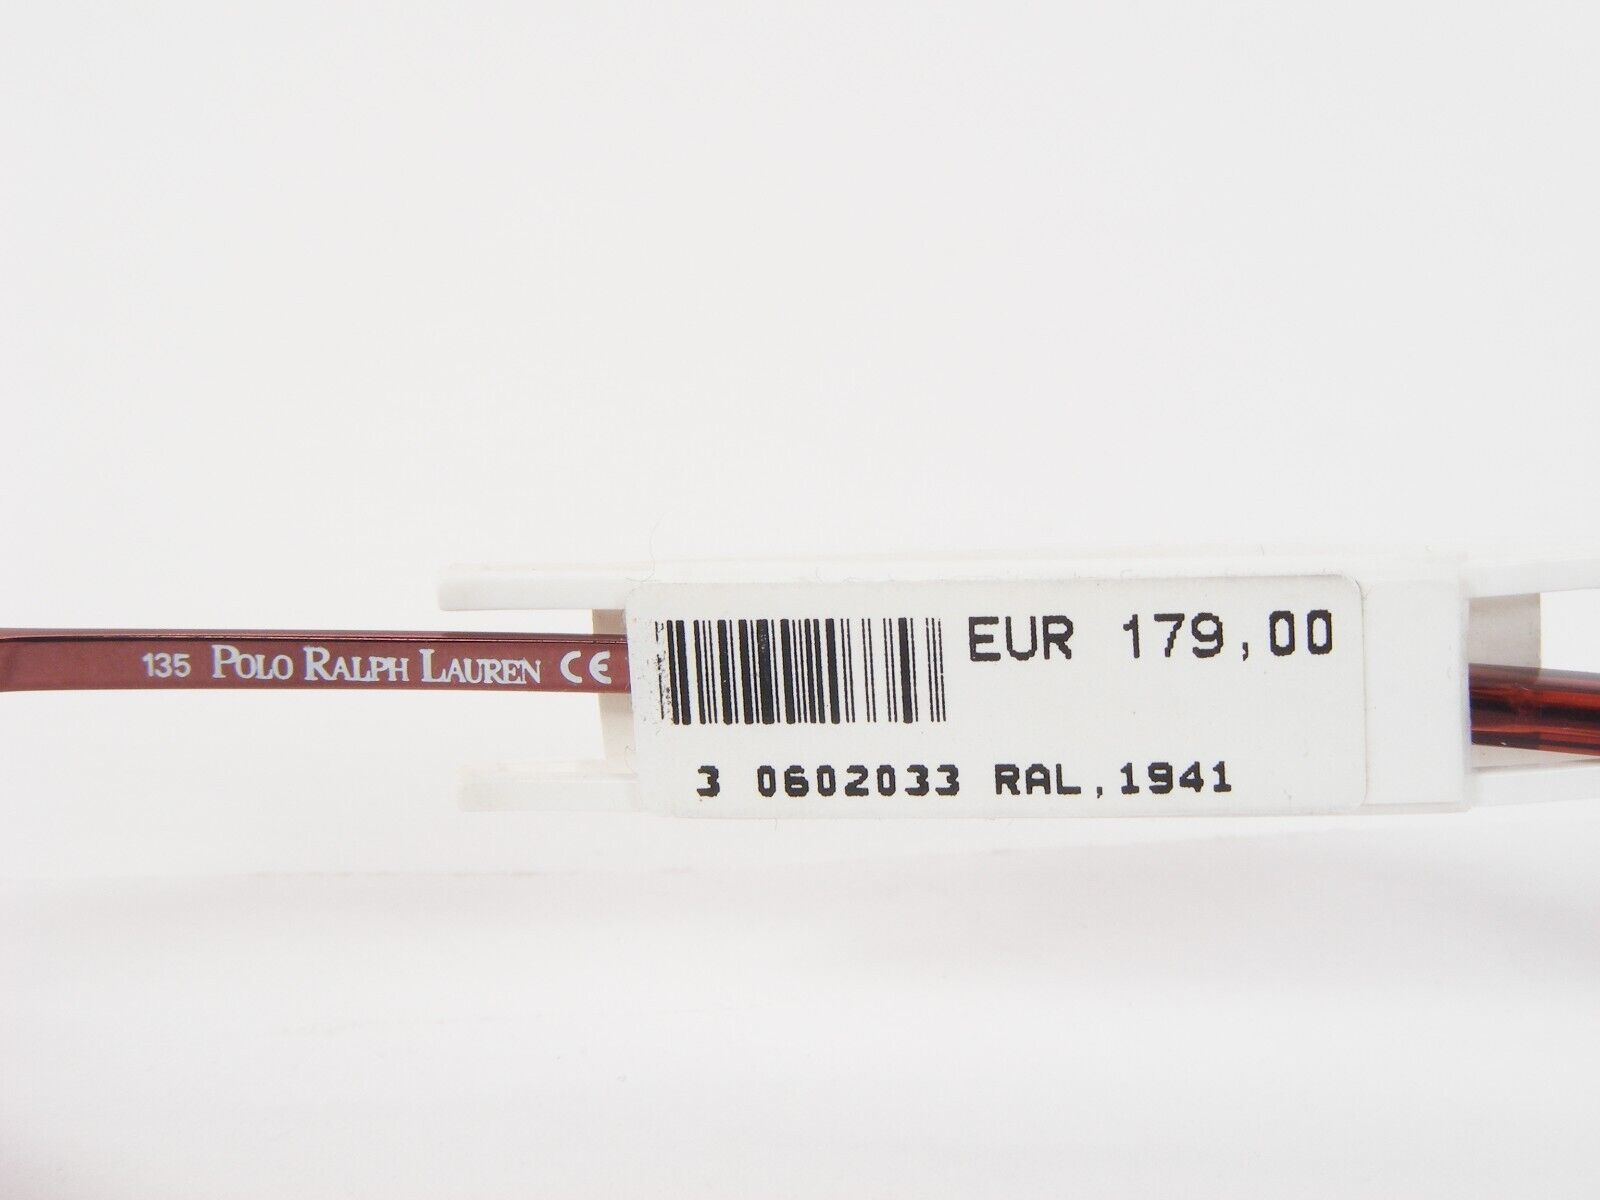 135 POLO RALPH LAUREN CE
EUR 179,00
3 0602033 RAL,1941